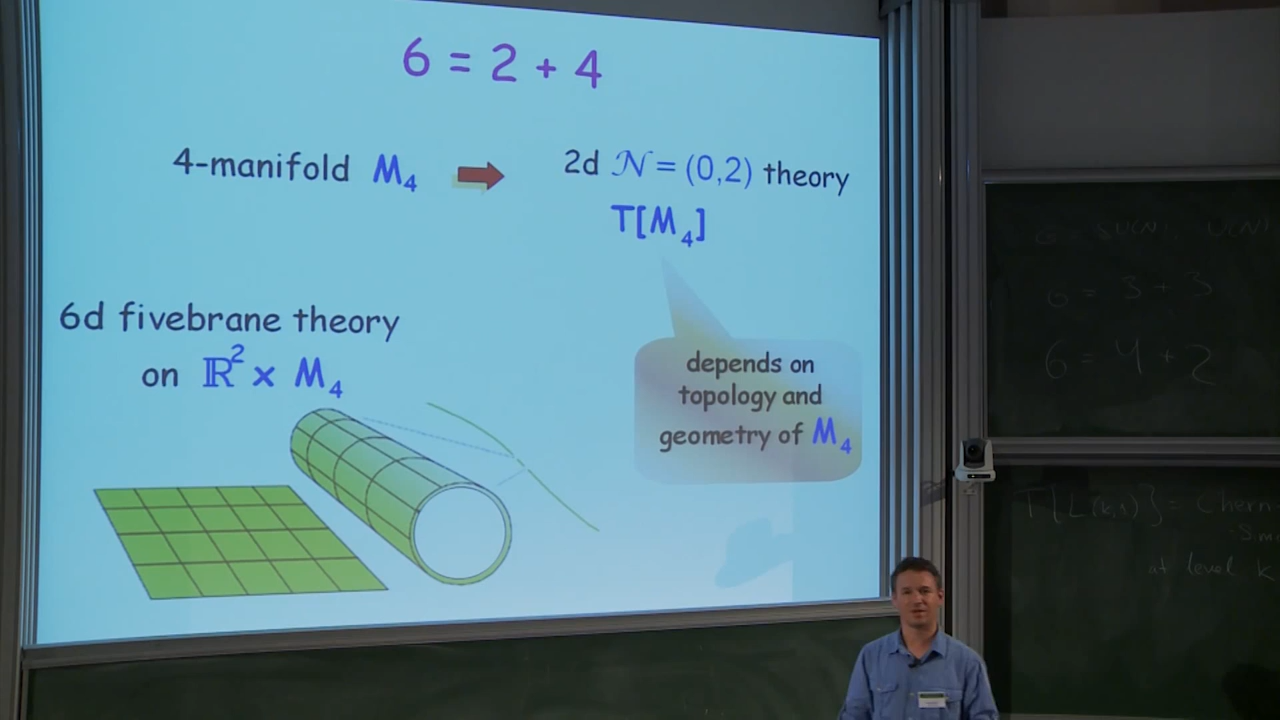 6 = 2 + 4
4-manifold M₄
2d 𝒩 = (0,2) theory
T[M₄]
6d fivebrane theory
on ℝ² × M₄
depends on
topology and
geometry of M₄
6 = 3 + 3
6 = 4 + 2
T[L(k,1)] = Chern
at level k